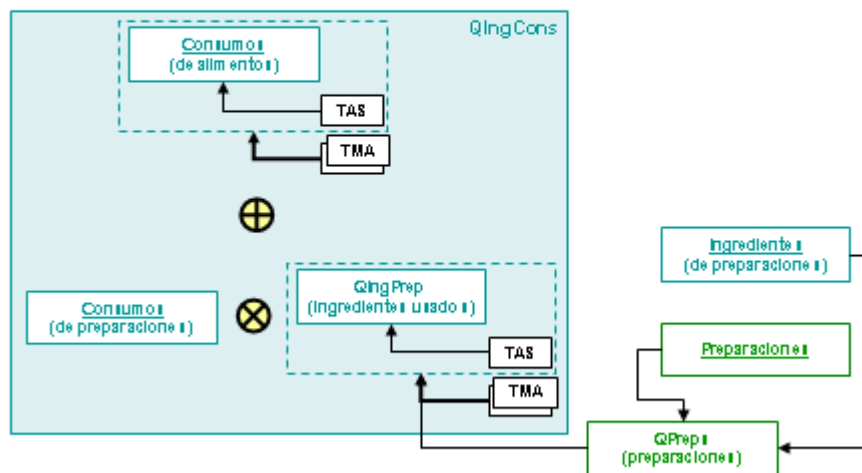 QIngCons
Consumos
(de alimentos)
TAS
TMA
Consumos
(de preparaciones)
QIngPrep
(ingredientes usados)
TAS
TMA
Ingredientes
(de preparaciones)
Preparaciones
QPreps
(preparaciones)